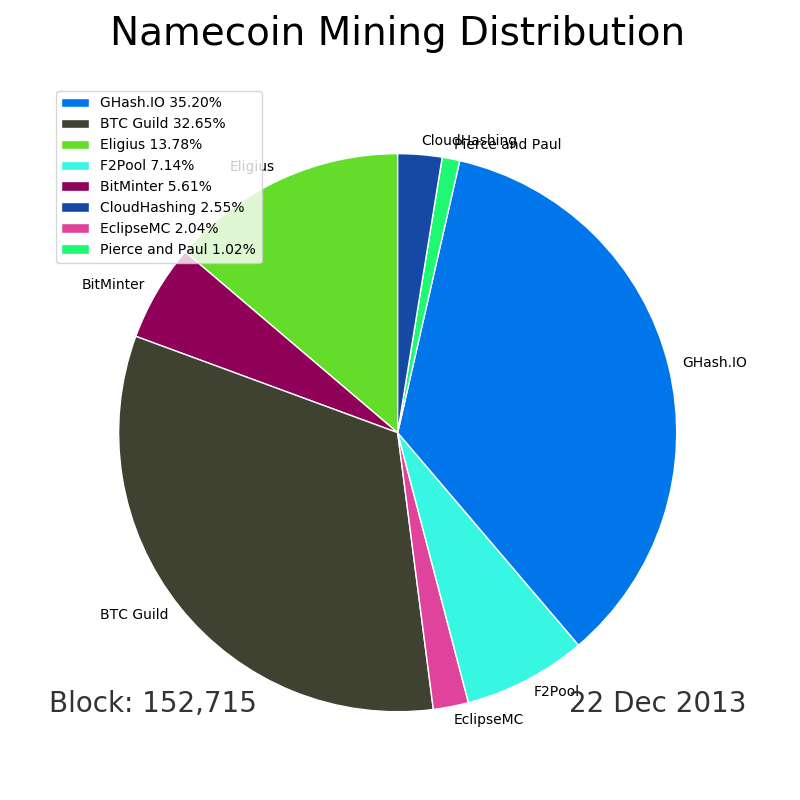 Namecoin Mining Distribution
GHash.IO 35.20%
BTC Guild 32.65%
Eligius 13.78%
F2Pool 7.14%
BitMinter 5.61%
CloudHashing 2.55%
EclipseMC 2.04%
Pierce and Paul 1.02%
CloudHashing
Pierce and Paul
Eligius
BitMinter
GHash.IO
BTC Guild
F2Pool
EclipseMC
Block: 152,715
22 Dec 2013